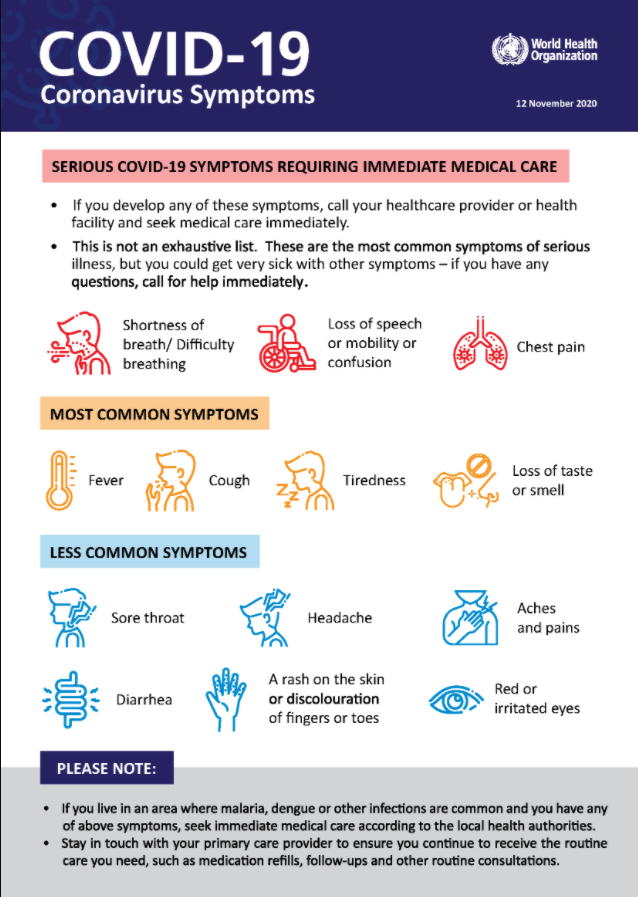 COVID-19
Coronavirus Symptoms
World Health
Organization
12 November 2020
SERIOUS COVID-19 SYMPTOMS REQUIRING IMMEDIATE MEDICAL CARE
• If you develop any of these symptoms, call your healthcare provider or health
facility and seek medical care immediately.
• This is not an exhaustive list. These are the most common symptoms of serious
illness, but you could get very sick with other symptoms – if you have any
questions, call for help immediately.
Shortness of
breath/ Difficulty
breathing
Loss of speech
or mobility or
confusion
Chest pain
MOST COMMON SYMPTOMS
Fever
Cough
Tiredness
Loss of taste
or smell
LESS COMMON SYMPTOMS
Sore throat
Headache
Aches
and pains
Diarrhea
A rash on the skin
or discolouration
of fingers or toes
Red or
irritated eyes
PLEASE NOTE:
• If you live in an area where malaria, dengue or other infections are common and you have any
of above symptoms, seek immediate medical care according to the local health authorities.
• Stay in touch with your primary care provider to ensure you continue to receive the routine
care you need, such as medication refills, follow-ups and other routine consultations.